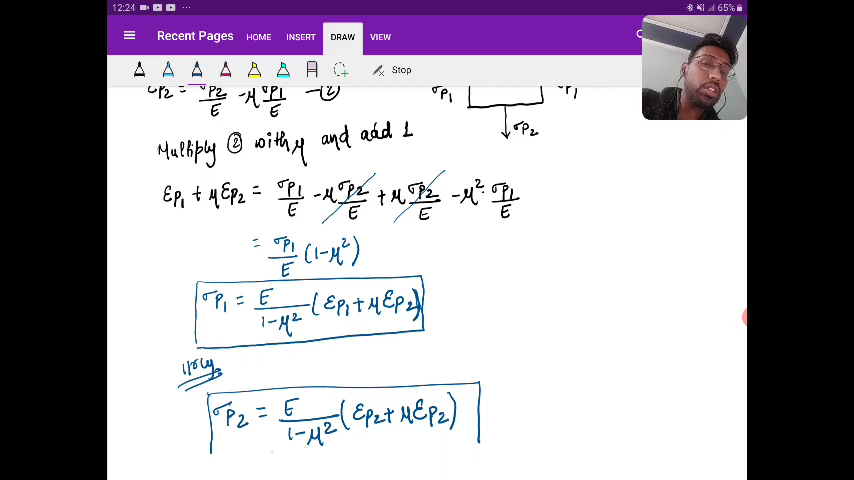 12:24 65%
Recent Pages HOME INSERT DRAW VIEW
Stop
εp₂ = σp₂/E - μ σp₁/E —②
σp₁ σp₁
σp₂
Multiply ② with μ and add 1
εp₁ + μεp₂ = σp₁/E - μ σp₂/E + μ σp₂/E - μ² · σp₁/E
= σp₁/E (1-μ²)
σp₁ = E/1-μ² (εp₁ + μεp₂)
111rly
σp₂ = E/1-μ² (εp₂ + μεp₂)